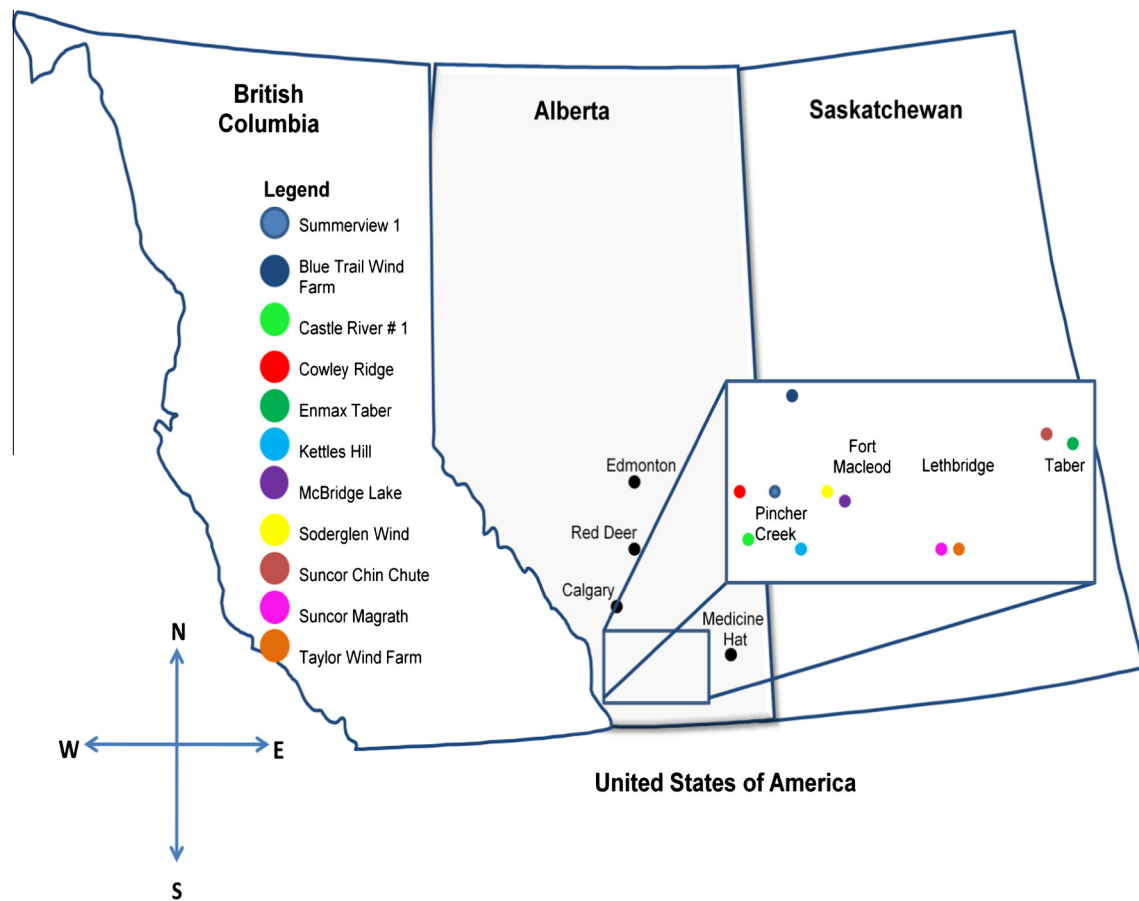 British
Columbia
Alberta
Saskatchewan
Legend
Summerview 1
Blue Trail Wind
Farm
Castle River # 1
Cowley Ridge
Enmax Taber
Kettles Hill
McBridge Lake
Soderglen Wind
Suncor Chin Chute
Suncor Magrath
Taylor Wind Farm
Edmonton
Red Deer
Calgary
Medicine
Hat
Fort
Macleod
Lethbridge
Taber
Pincher
Creek
N
W
E
S
United States of America